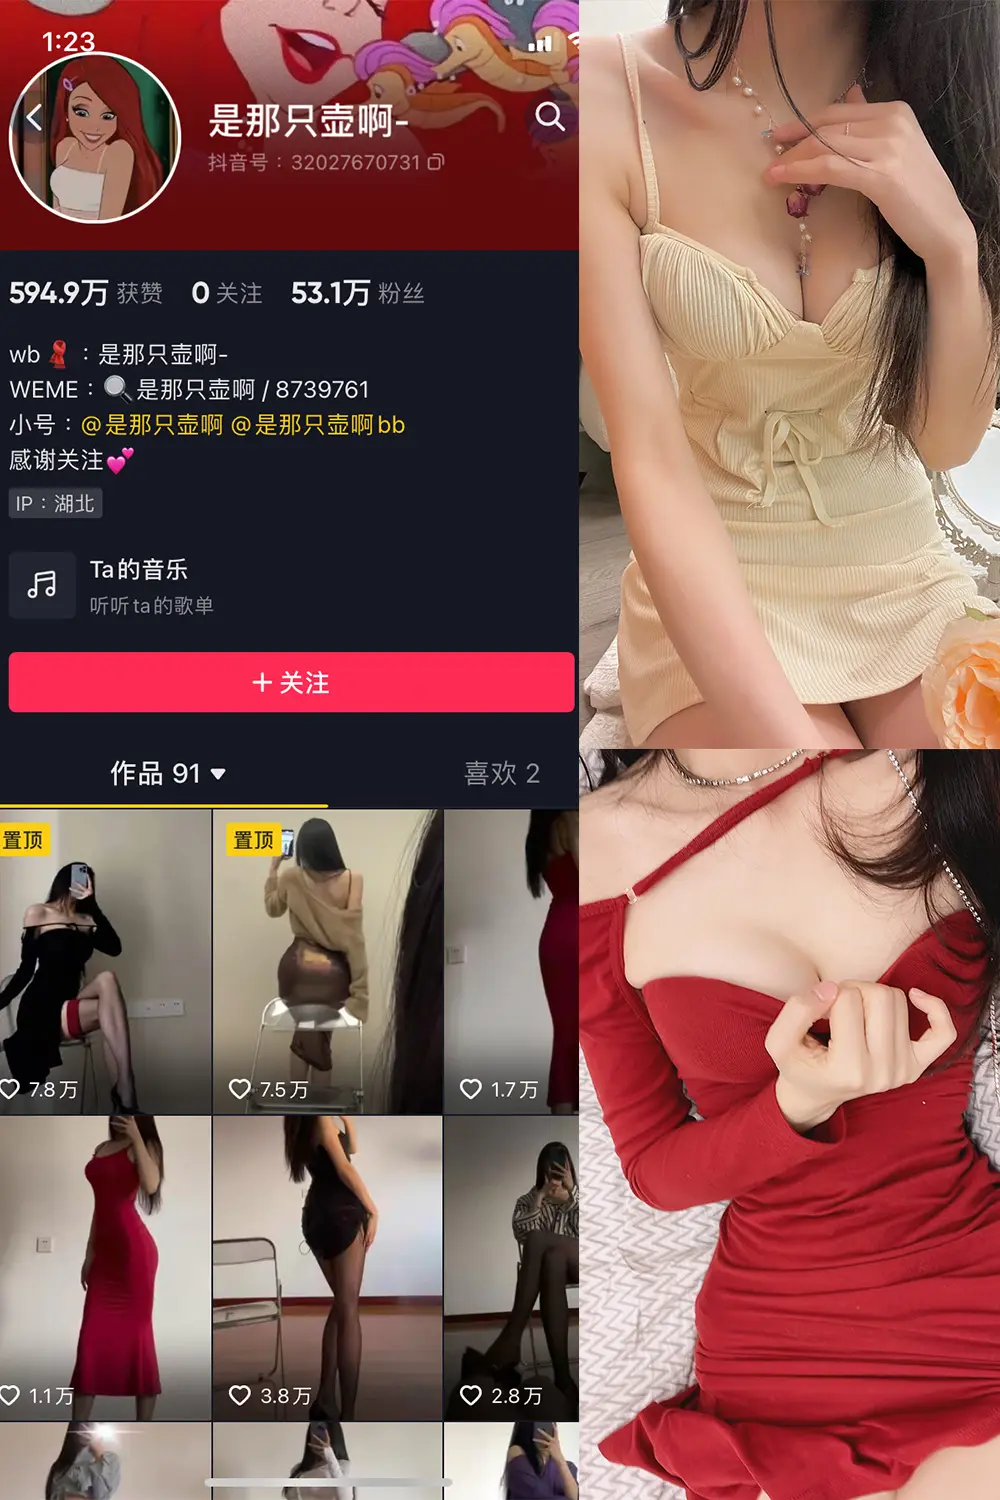 1:23
是那只壶啊-
抖音号：32027670731
594.9万 获赞 0 关注 53.1万 粉丝
wb ：是那只壶啊-
WEME：是那只壶啊 / 8739761
小号：@是那只壶啊 @是那只壶啊bb
感谢关注
IP：湖北
Ta的音乐
听听ta的歌单
+ 关注
作品 91 喜欢 2
置顶 置顶
7.8万 7.5万 1.7万
1.1万 3.8万 2.8万